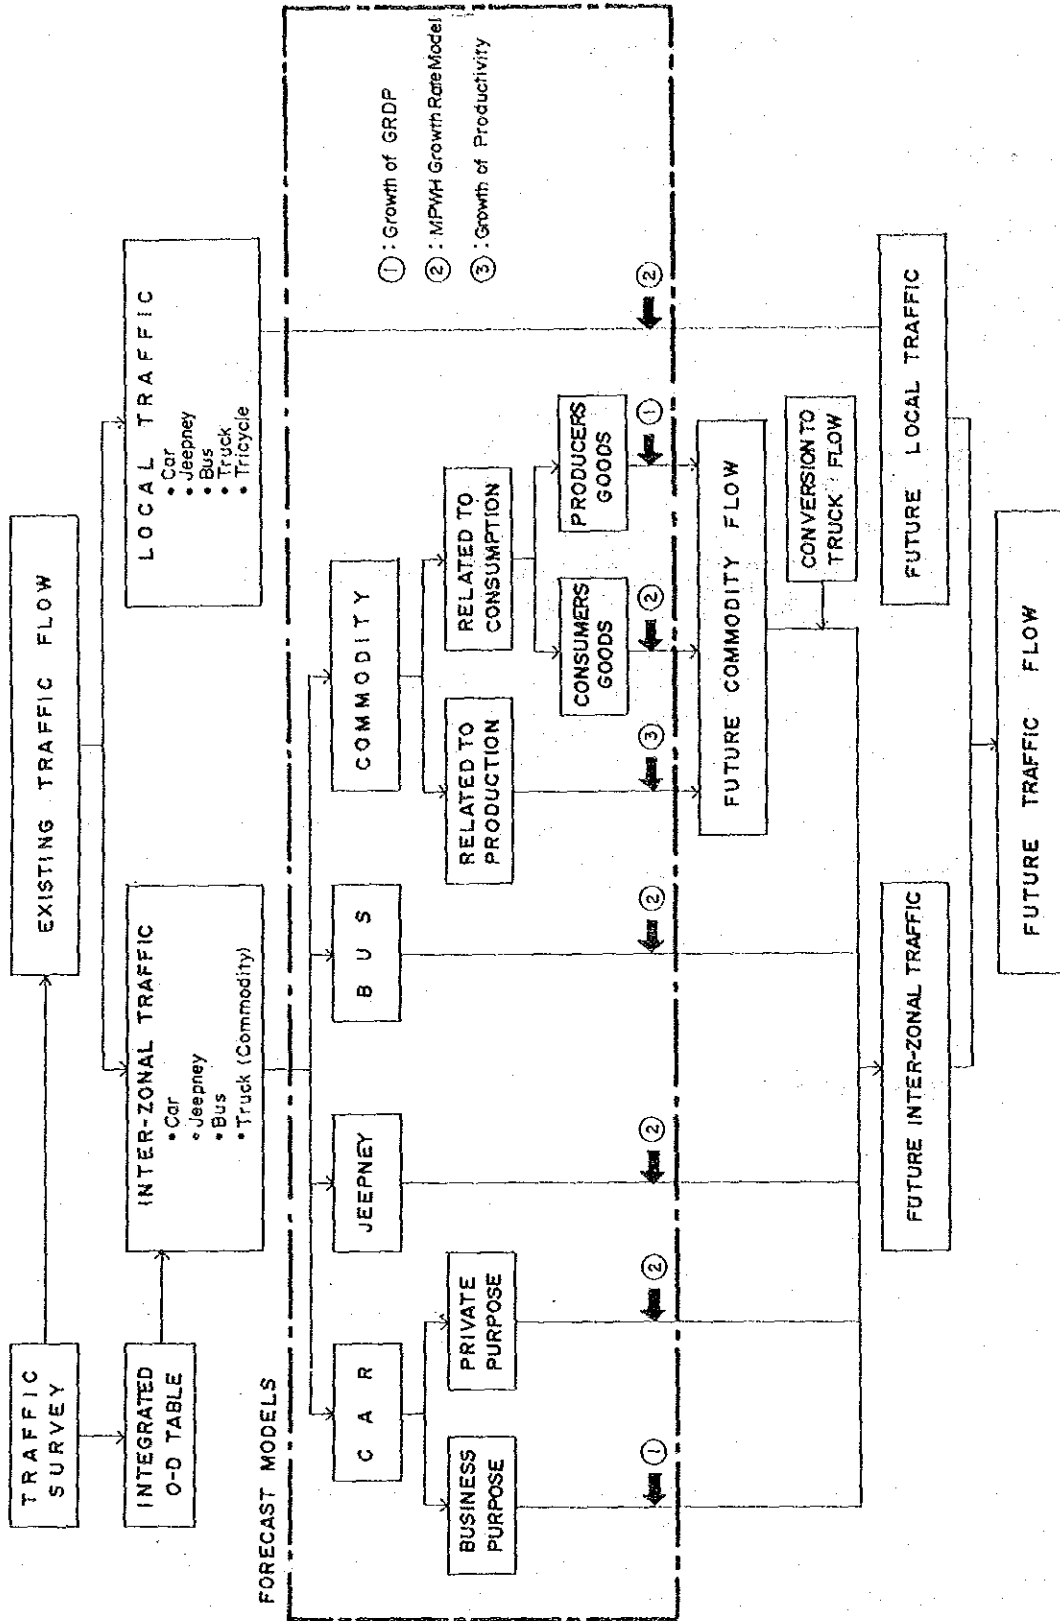 TRAFFIC
SURVEY
EXISTING TRAFFIC FLOW
INTEGRATED
O-D TABLE
INTER-ZONAL TRAFFIC
• Car
• Jeepney
• Bus
• Truck (Commodity)
LOCAL TRAFFIC
• Car
• Jeepney
• Bus
• Truck
• Tricycle
FORECAST MODELS
CAR
JEEPNEY
BUS
COMMODITY
① : Growth of GRDP
② : MPWH Growth Rate Model
③ : Growth of Productivity
BUSINESS
PURPOSE
PRIVATE
PURPOSE
RELATED TO
PRODUCTION
RELATED TO
CONSUMPTION
CONSUMERS
GOODS
PRODUCERS
GOODS
①
②
②
②
③
②
①
②
FUTURE COMMODITY FLOW
CONVERSION TO
TRUCK FLOW
FUTURE INTER-ZONAL TRAFFIC
FUTURE LOCAL TRAFFIC
FUTURE TRAFFIC FLOW